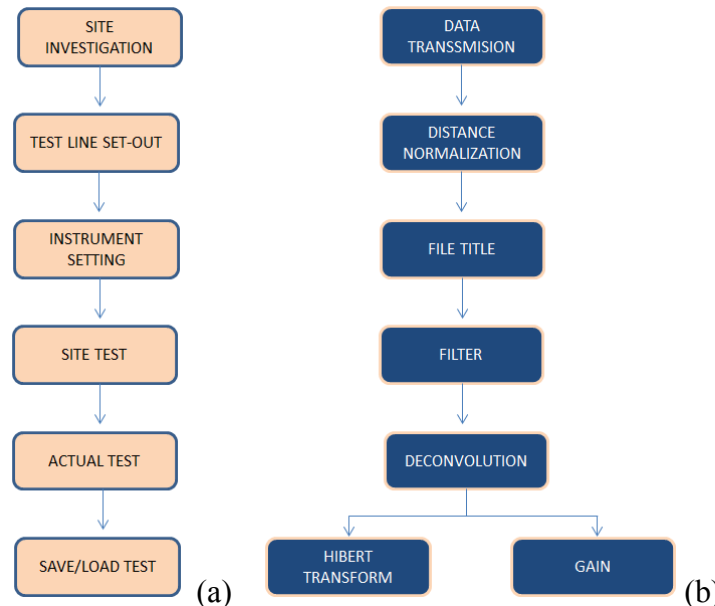 SITE
INVESTIGATION
TEST LINE SET-OUT
INSTRUMENT
SETTING
SITE TEST
ACTUAL TEST
SAVE/LOAD TEST
(a)
DATA
TRANSSMISION
DISTANCE
NORMALIZATION
FILE TITLE
FILTER
DECONVOLUTION
HIBERT
TRANSFORM
GAIN
(b)